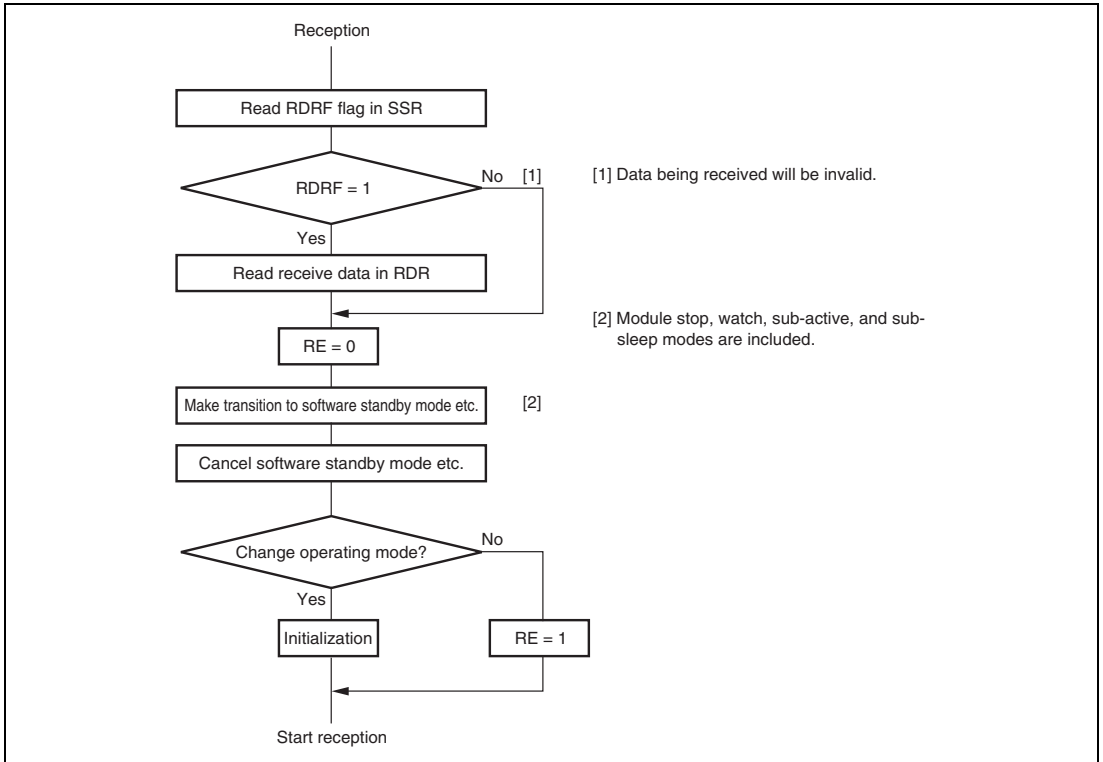 Reception
Read RDRF flag in SSR
RDRF = 1
No [1]
[1] Data being received will be invalid.
Yes
Read receive data in RDR
[2] Module stop, watch, sub-active, and sub-
sleep modes are included.
RE = 0
Make transition to software standby mode etc.
[2]
Cancel software standby mode etc.
Change operating mode?
No
Yes
Initialization
RE = 1
Start reception